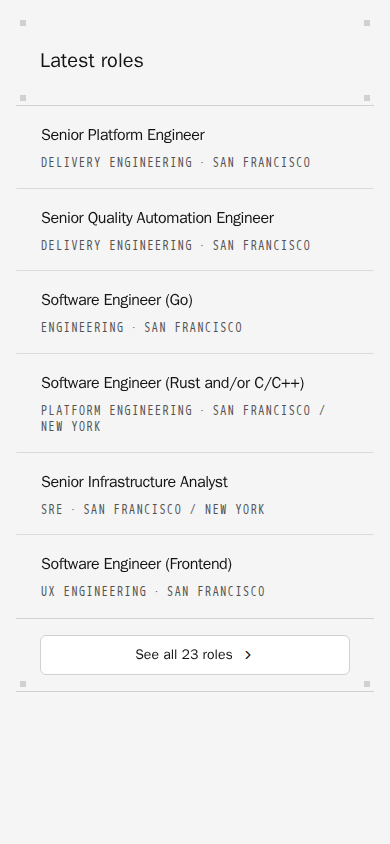 Latest roles
Senior Platform Engineer
DELIVERY ENGINEERING · SAN FRANCISCO
Senior Quality Automation Engineer
DELIVERY ENGINEERING · SAN FRANCISCO
Software Engineer (Go)
ENGINEERING · SAN FRANCISCO
Software Engineer (Rust and/or C/C++)
PLATFORM ENGINEERING · SAN FRANCISCO /
NEW YORK
Senior Infrastructure Analyst
SRE · SAN FRANCISCO / NEW YORK
Software Engineer (Frontend)
UX ENGINEERING · SAN FRANCISCO
See all 23 roles